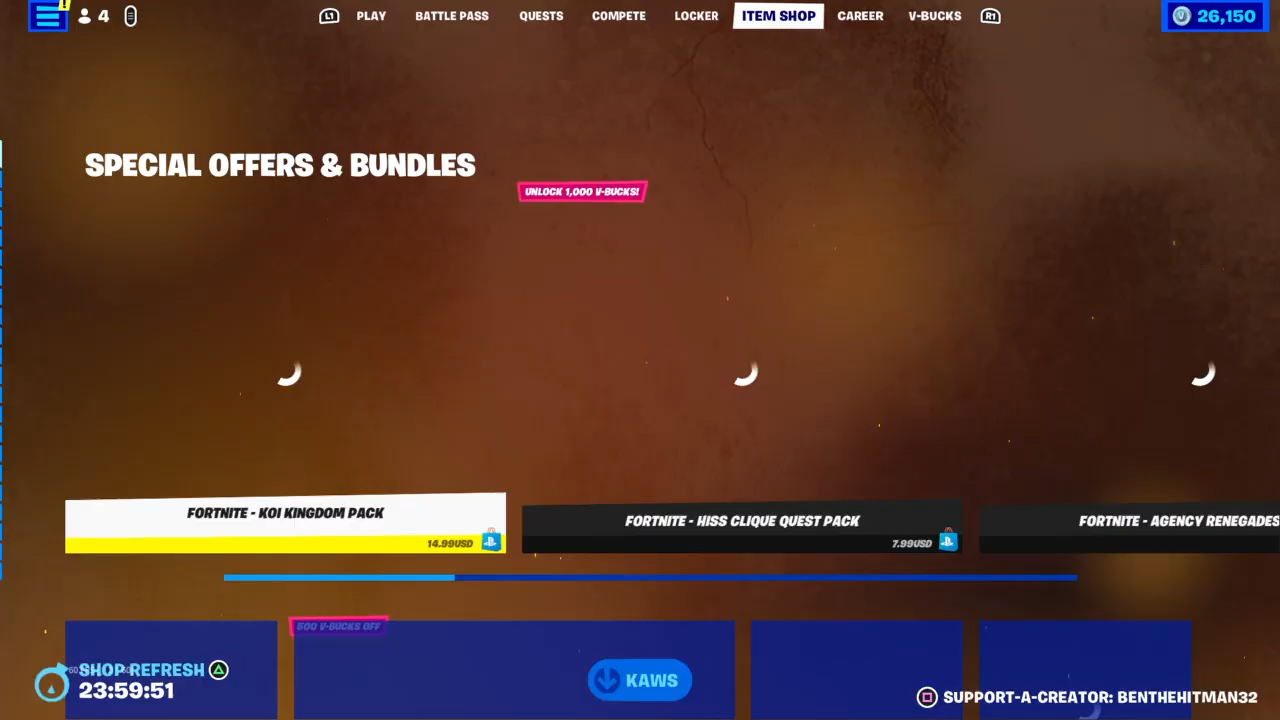 !
4
L1
PLAY
BATTLE PASS
QUESTS
COMPETE
LOCKER
ITEM SHOP
CAREER
V-BUCKS
R1
26,150
SPECIAL OFFERS & BUNDLES
UNLOCK 1,000 V-BUCKS!
FORTNITE - KOI KINGDOM PACK
14.99USD
FORTNITE - HISS CLIQUE QUEST PACK
7.99USD
FORTNITE - AGENCY RENEGADES
500 V-BUCKS OFF
SHOP REFRESH
23:59:51
KAWS
SUPPORT-A-CREATOR: BENTHEHITMAN32